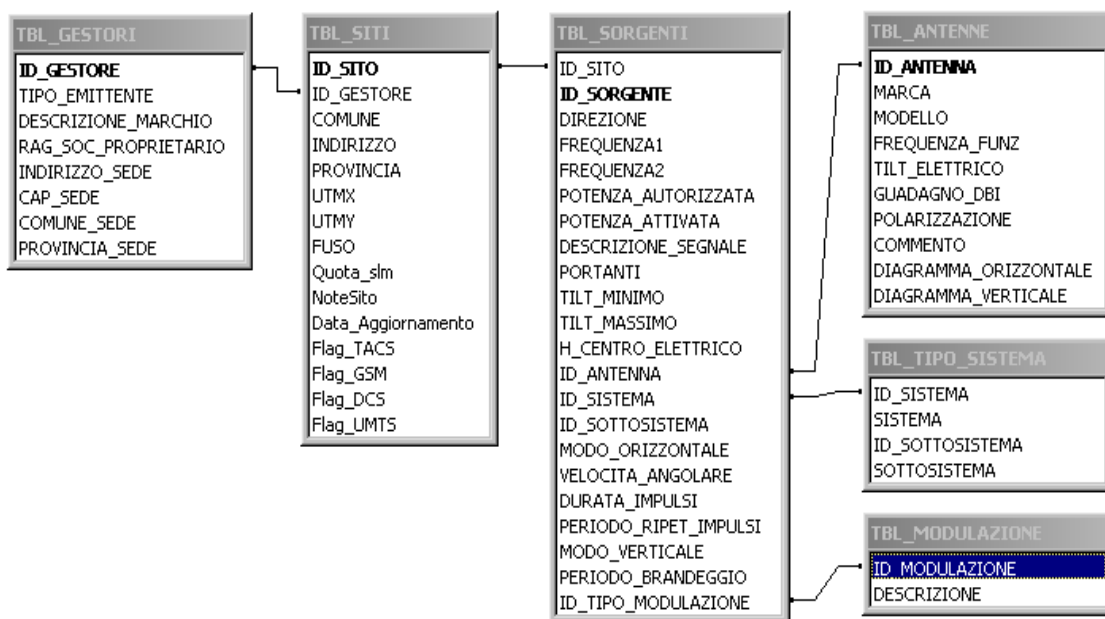 TBL_GESTORI
ID_GESTORE
TIPO_EMITTENTE
DESCRIZIONE_MARCHIO
RAG_SOC_PROPRIETARIO
INDIRIZZO_SEDE
CAP_SEDE
COMUNE_SEDE
PROVINCIA_SEDE
TBL_SITI
ID_SITO
ID_GESTORE
COMUNE
INDIRIZZO
PROVINCIA
UTMX
UTMY
FUSO
Quota_slm
NoteSito
Data_Aggiornamento
Flag_TACS
Flag_GSM
Flag_DCS
Flag_UMTS
TBL_SORGENTI
ID_SITO
ID_SORGENTE
DIREZIONE
FREQUENZA1
FREQUENZA2
POTENZA_AUTORIZZATA
POTENZA_ATTIVATA
DESCRIZIONE_SEGNALE
PORTANTI
TILT_MINIMO
TILT_MASSIMO
H_CENTRO_ELETTRICO
ID_ANTENNA
ID_SISTEMA
ID_SOTTOSISTEMA
MODO_ORIZZONTALE
VELOCITA_ANGOLARE
DURATA_IMPULSI
PERIODO_RIPET_IMPULSI
MODO_VERTICALE
PERIODO_BRANDEGGIO
ID_TIPO_MODULAZIONE
TBL_ANTENNE
ID_ANTENNA
MARCA
MODELLO
FREQUENZA_FUNZ
TILT_ELETTRICO
GUADAGNO_DBI
POLARIZZAZIONE
COMMENTO
DIAGRAMMA_ORIZZONTALE
DIAGRAMMA_VERTICALE
TBL_TIPO_SISTEMA
ID_SISTEMA
SISTEMA
ID_SOTTOSISTEMA
SOTTOSISTEMA
TBL_MODULAZIONE
ID_MODULAZIONE
DESCRIZIONE